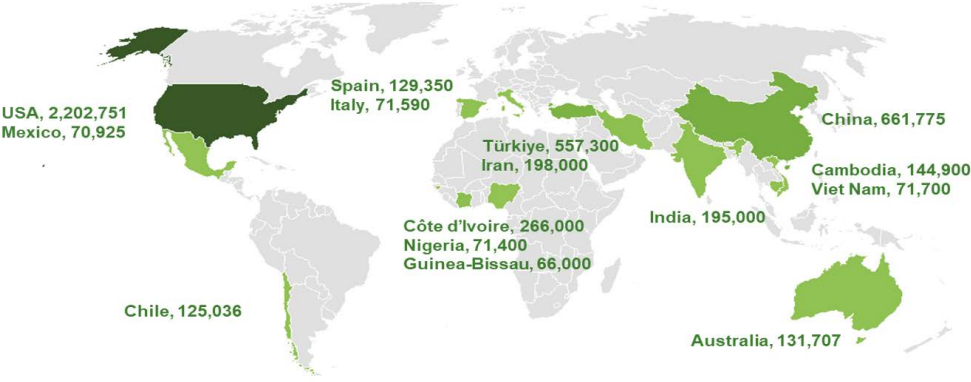 USA, 2,202,751
Mexico, 70,925
Spain, 129,350
Italy, 71,590
Türkiye, 557,300
Iran, 198,000
China, 661,775
Cambodia, 144,900
Viet Nam, 71,700
India, 195,000
Côte d’Ivoire, 266,000
Nigeria, 71,400
Guinea-Bissau, 66,000
Chile, 125,036
Australia, 131,707